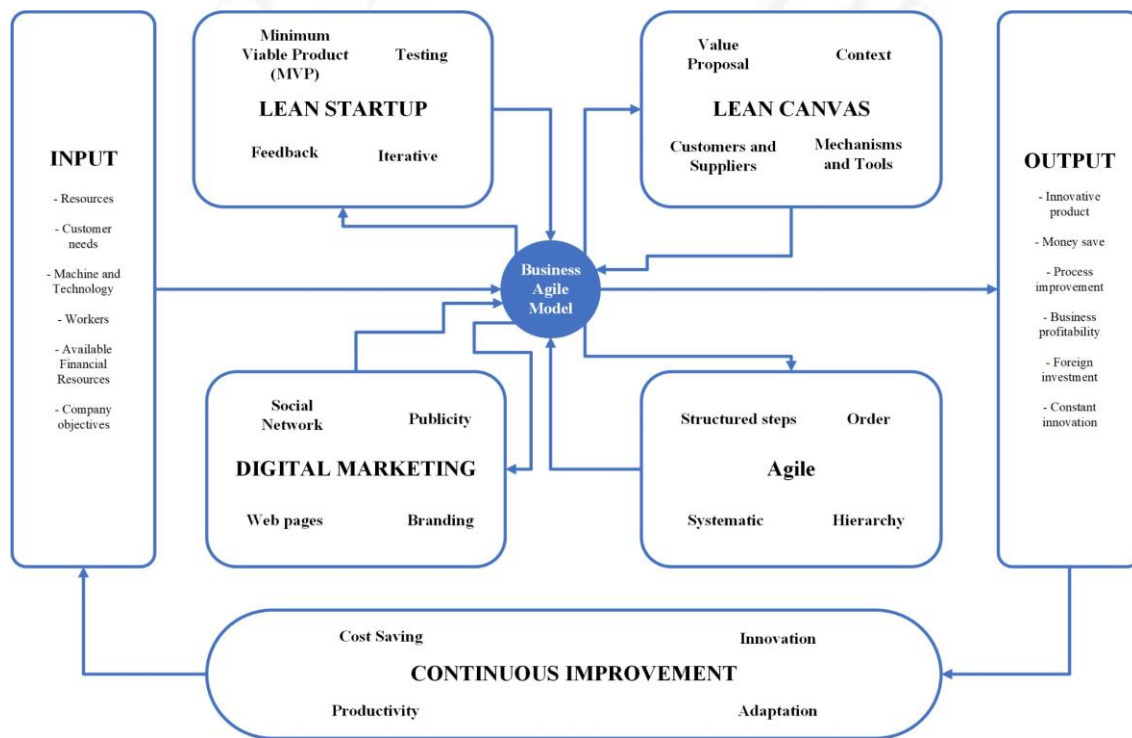 INPUT
- Resources
- Customer
needs
- Machine and
Technology
- Workers
- Available
Financial
Resources
- Company
objectives
Minimum
Viable Product
(MVP)
Testing
LEAN STARTUP
Feedback
Iterative
Value
Proposal
Context
LEAN CANVAS
Customers and
Suppliers
Mechanisms
and Tools
Business
Agile
Model
Social
Network
Publicity
DIGITAL MARKETING
Web pages
Branding
Structured steps
Order
Agile
Systematic
Hierarchy
OUTPUT
- Innovative
product
- Money save
- Process
improvement
- Business
profitability
- Foreign
investment
- Constant
innovation
Cost Saving
Innovation
CONTINUOUS IMPROVEMENT
Productivity
Adaptation